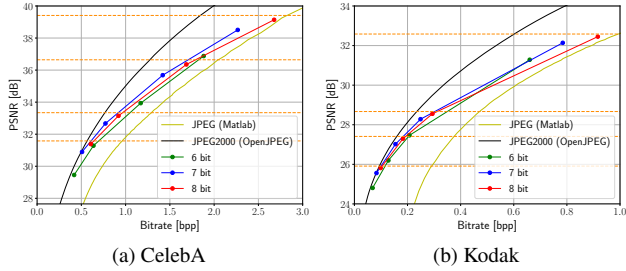 40
38
36
34
32
30
28
PSNR [dB]
JPEG (Matlab)
JPEG2000 (OpenJPEG)
6 bit
7 bit
8 bit
0.0 0.5 1.0 1.5 2.0 2.5 3.0
Bitrate [bpp]
(a) CelebA
34
32
30
28
26
24
PSNR [dB]
JPEG (Matlab)
JPEG2000 (OpenJPEG)
6 bit
7 bit
8 bit
0.0 0.2 0.4 0.6 0.8 1.0
Bitrate [bpp]
(b) Kodak